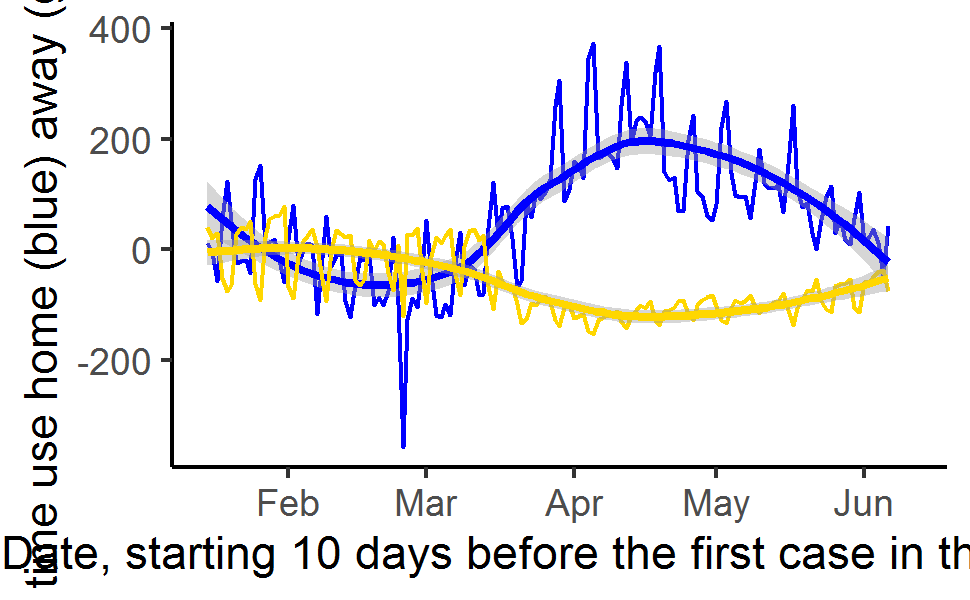 time use home (blue) away (
400
200
0
-200
Feb Mar Apr May Jun
Date, starting 10 days before the first case in th